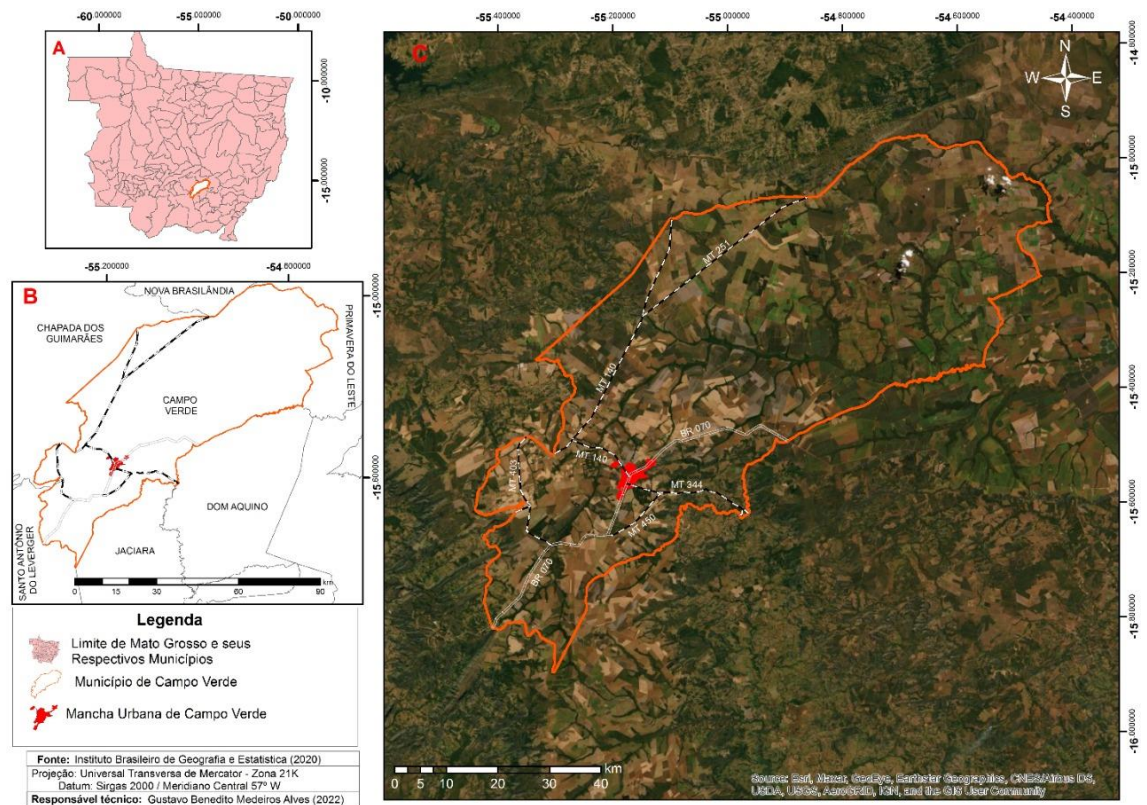 -60.000000 -55.000000 -50.000000
A
-10.000000
-15.000000
-55.200000 -54.800000
B
NOVA BRASILÂNDIA
CHAPADA DOS
GUIMARÃES
PRIMAVERA DO LESTE
CAMPO
VERDE
DOM AQUINO
JACIARA
SANTO ANTÔNIO
DO LEVERGER
-15.000000
-15.600000
0 15 30 60 90
km
Legenda
Limite de Mato Grosso e seus
Respectivos Municípios
Município de Campo Verde
Mancha Urbana de Campo Verde
Fonte: Instituto Brasileiro de Geografia e Estatistica (2020)
Projeção: Universal Transversa de Mercator - Zona 21K
Datum: Sirgas 2000 / Meridiano Central 57º W
Responsável técnico: Gustavo Benedito Medeiros Alves (2022)
-55.400000 -55.200000 -55.000000 -54.800000 -54.600000 -54.400000
C
N
W E
S
MT 251
MT 140
BR 070
MT 140
MT 403
MT 344
MT 450
BR 070
-14.800000
-15.000000
-15.200000
-15.400000
-15.600000
-15.800000
-16.000000
km
0 5 10 20 30 40
Source: Esri, Maxar, GeoEye, Earthstar Geographics, CNES/Airbus DS,
USDA, USGS, AeroGRID, IGN, and the GIS User Community